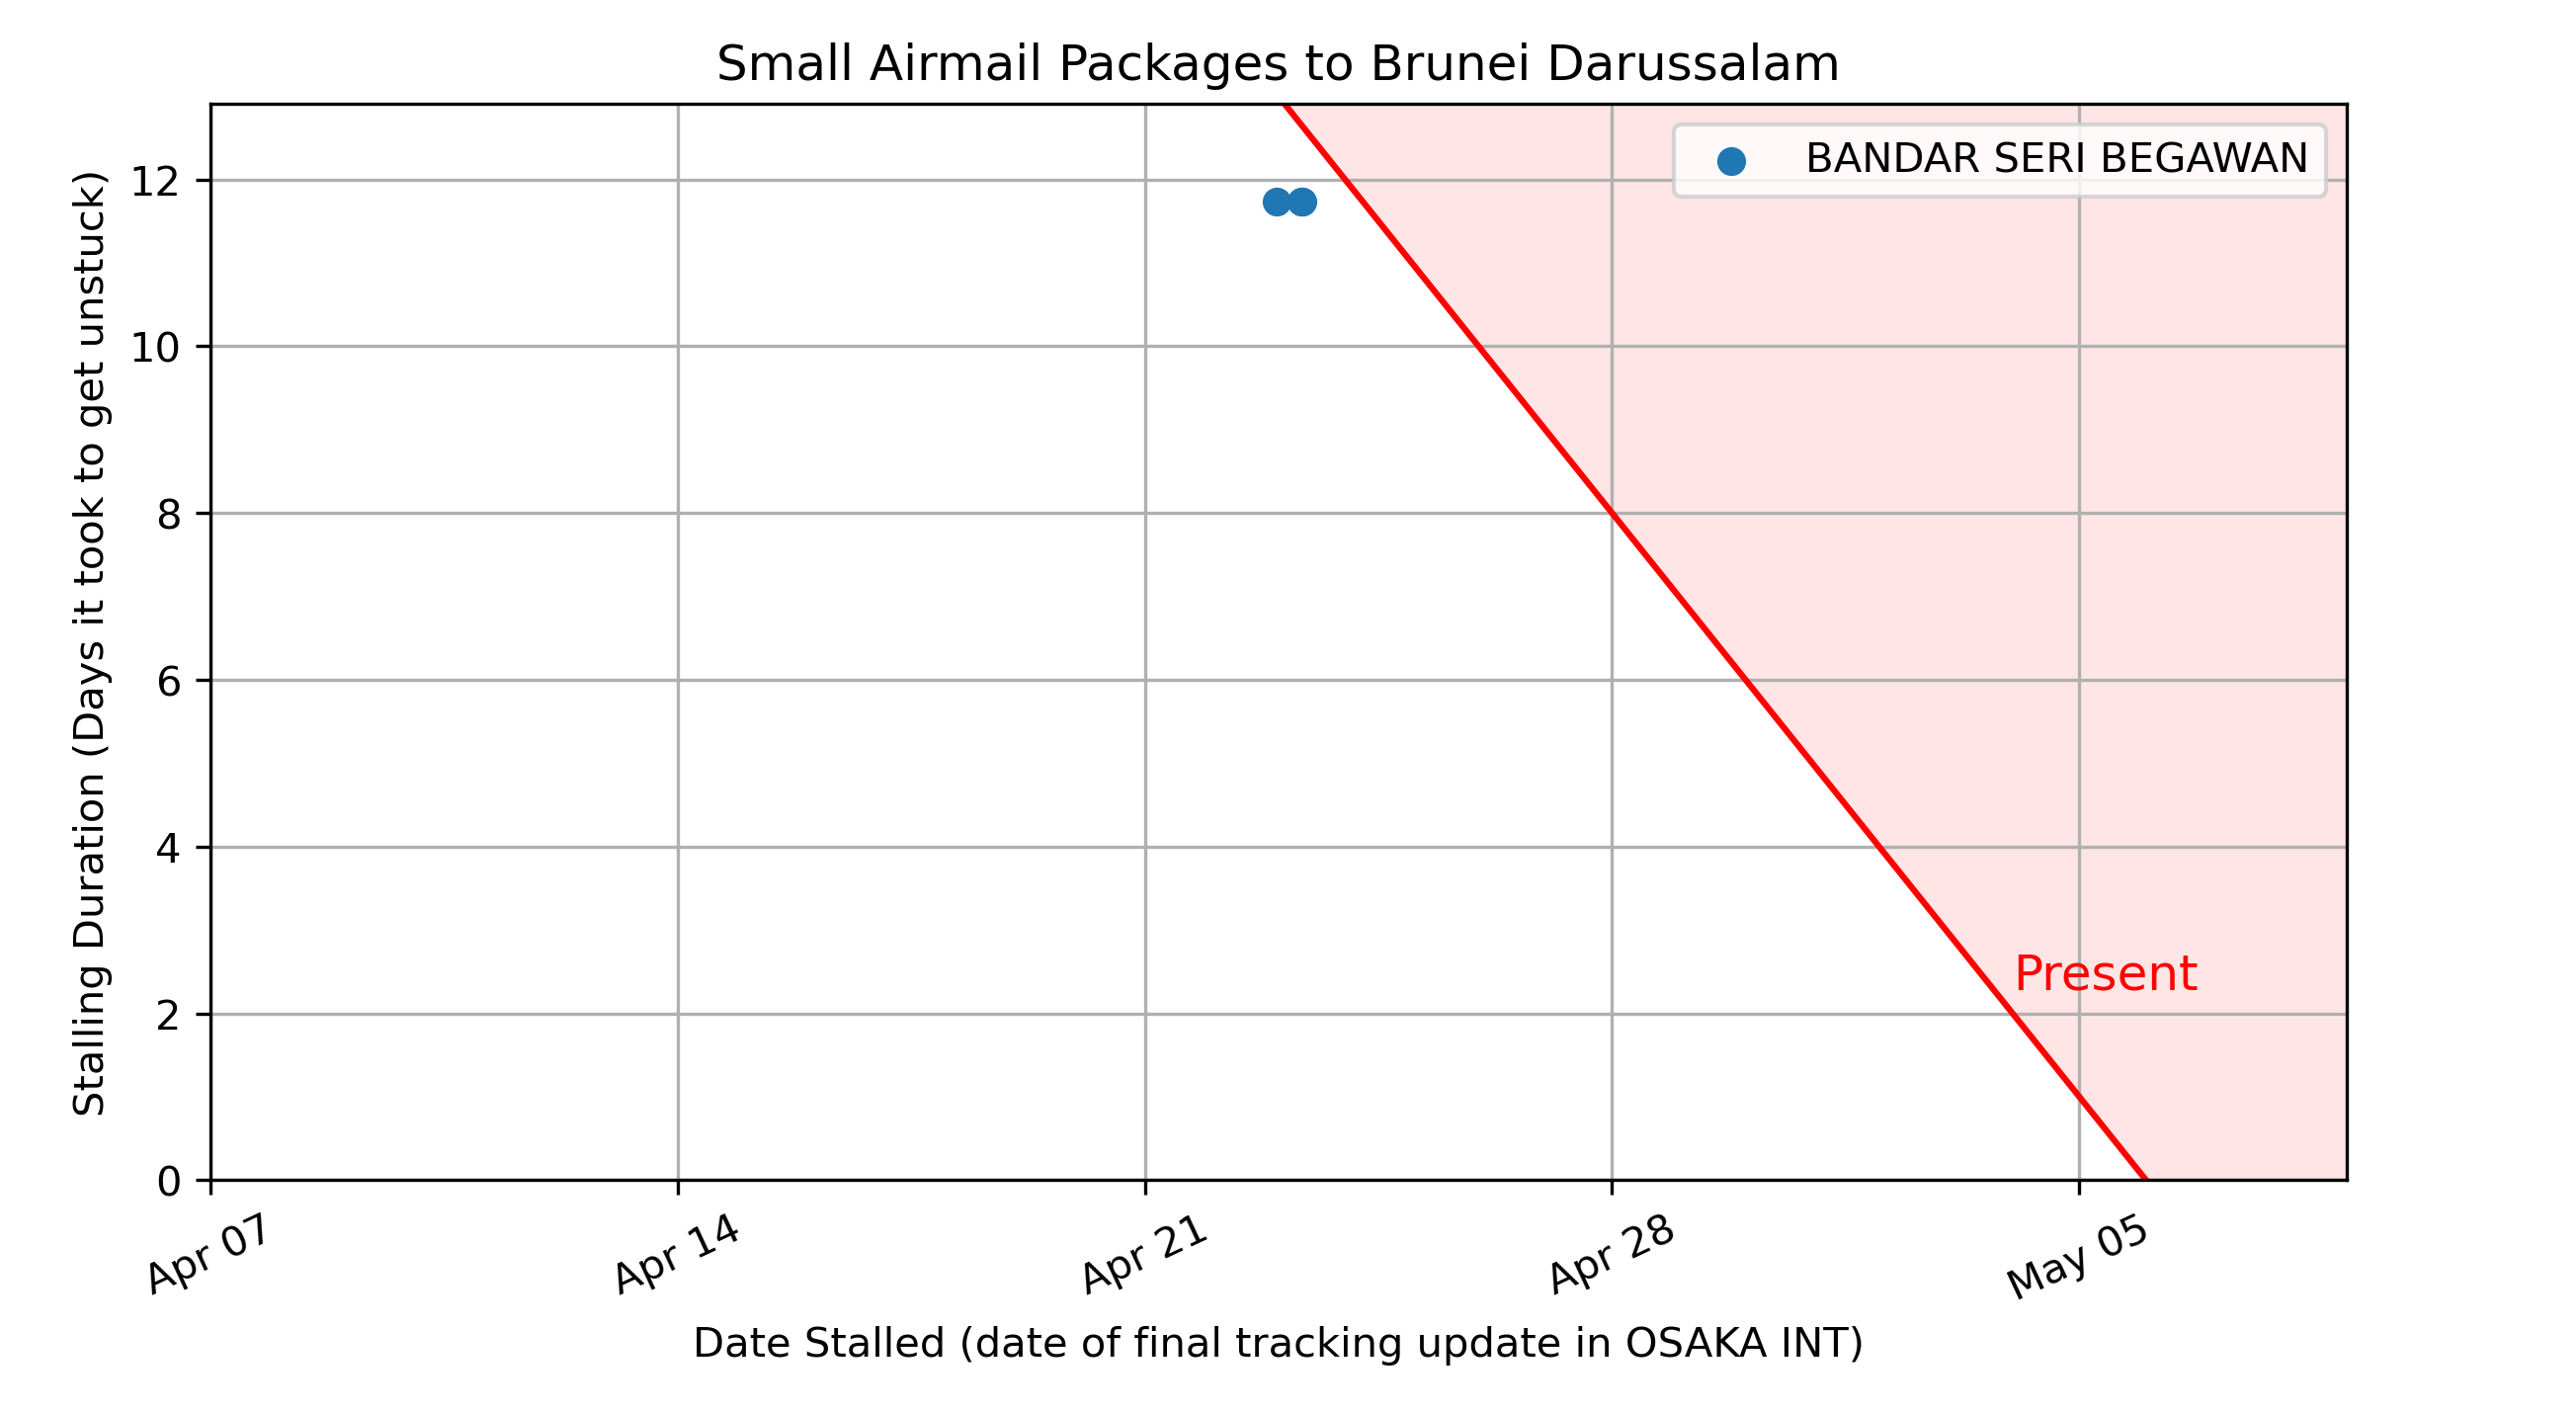 Small Airmail Packages to Brunei Darussalam
BANDAR SERI BEGAWAN
Stalling Duration (Days it took to get unstuck)
12
10
8
6
4
2
0
Present
Apr 07
Apr 14
Apr 21
Apr 28
May 05
Date Stalled (date of final tracking update in OSAKA INT)